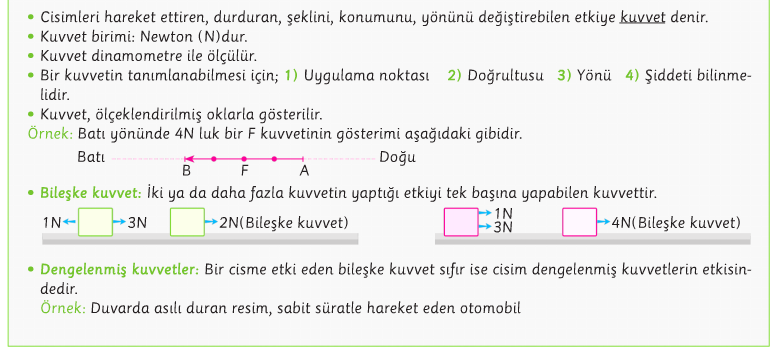 • Cisimleri hareket ettiren, durduran, şeklini, konumunu, yönünü değiştirebilen etkiye kuvvet denir.
• Kuvvet birimi: Newton (N)dur.
• Kuvvet dinamometre ile ölçülür.
• Bir kuvvetin tanımlanabilmesi için; 1) Uygulama noktası 2) Doğrultusu 3) Yönü 4) Şiddeti bilinme-
lidir.
• Kuvvet, ölçeklendirilmiş oklarla gösterilir.
Örnek: Batı yönünde 4N luk bir F kuvvetinin gösterimi aşağıdaki gibidir.
Batı Doğu
B F A
• Bileşke kuvvet: İki ya da daha fazla kuvvetin yaptığı etkiyi tek başına yapabilen kuvvettir.
1N 3N 2N(Bileşke kuvvet) 1N
3N 4N(Bileşke kuvvet)
• Dengelenmiş kuvvetler: Bir cisme etki eden bileşke kuvvet sıfır ise cisim dengelenmiş kuvvetlerin etkisin-
dedir.
Örnek: Duvarda asılı duran resim, sabit süratle hareket eden otomobil